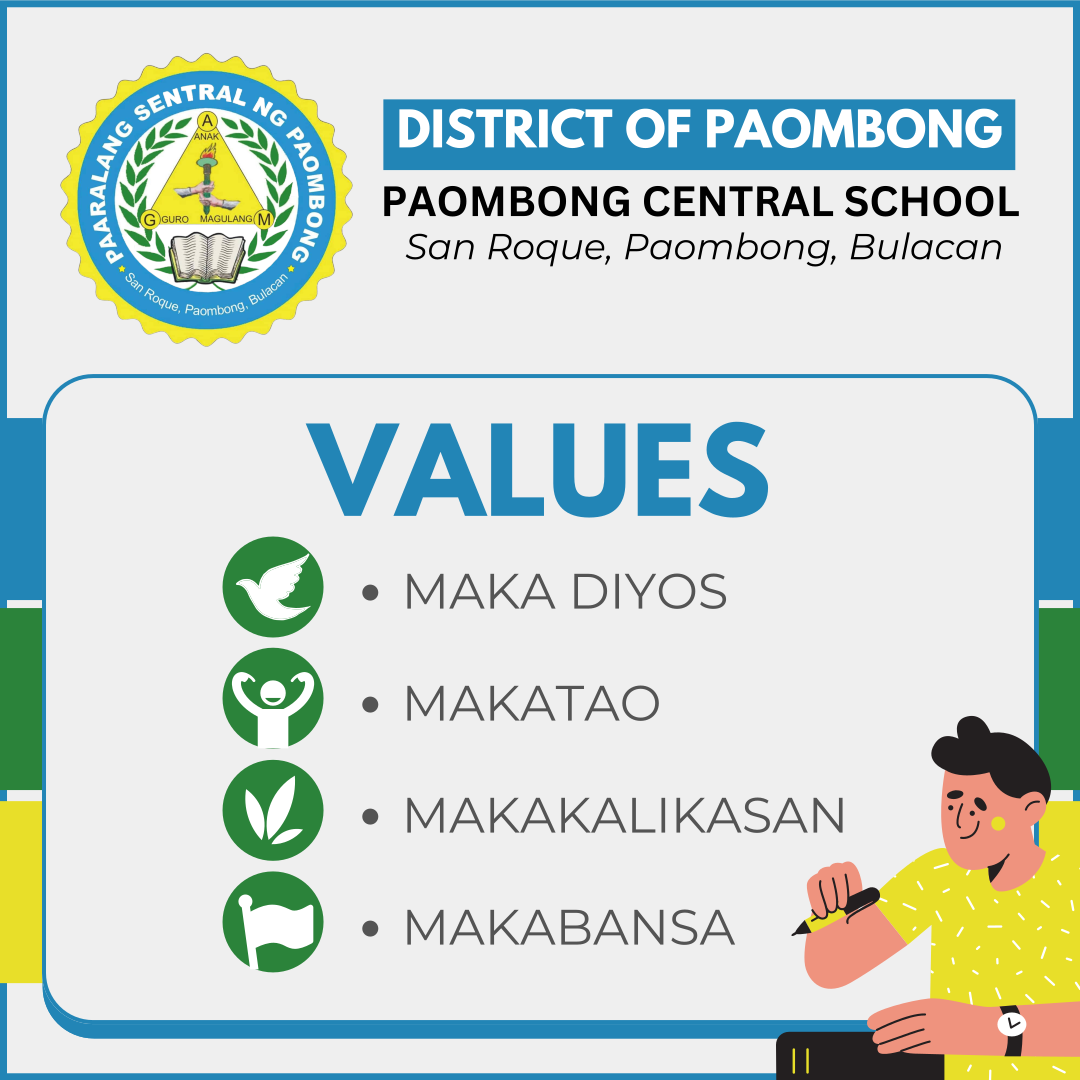 PAARALANG SENTRAL NG PAOMBONG
A
ANAK
G GURO MAGULANG M
San Roque, Paombong, Bulacan
DISTRICT OF PAOMBONG
PAOMBONG CENTRAL SCHOOL
San Roque, Paombong, Bulacan
VALUES
• MAKA DIYOS
• MAKATAO
• MAKAKALIKASAN
• MAKABANSA